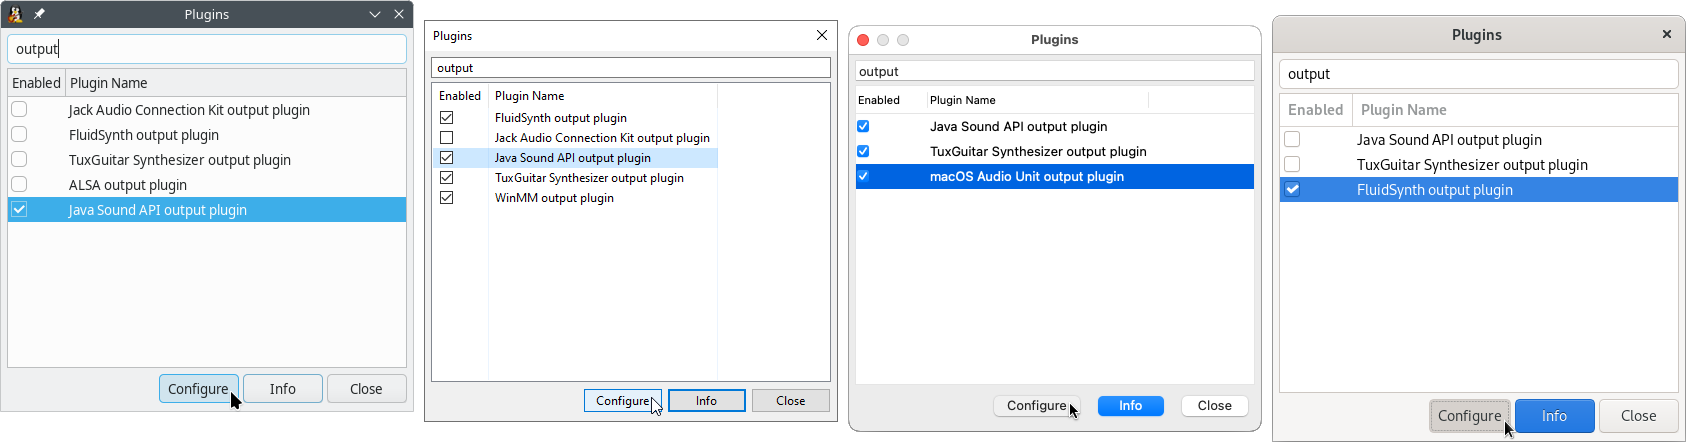 Plugins
output
Enabled Plugin Name
Jack Audio Connection Kit output plugin
FluidSynth output plugin
TuxGuitar Synthesizer output plugin
ALSA output plugin
Java Sound API output plugin
Configure Info Close
Plugins
output
Enabled Plugin Name
FluidSynth output plugin
Jack Audio Connection Kit output plugin
Java Sound API output plugin
TuxGuitar Synthesizer output plugin
WinMM output plugin
Configure Info Close
Plugins
output
Enabled Plugin Name
Java Sound API output plugin
TuxGuitar Synthesizer output plugin
macOS Audio Unit output plugin
Configure Info Close
Plugins
output
Enabled Plugin Name
Java Sound API output plugin
TuxGuitar Synthesizer output plugin
FluidSynth output plugin
Configure Info Close